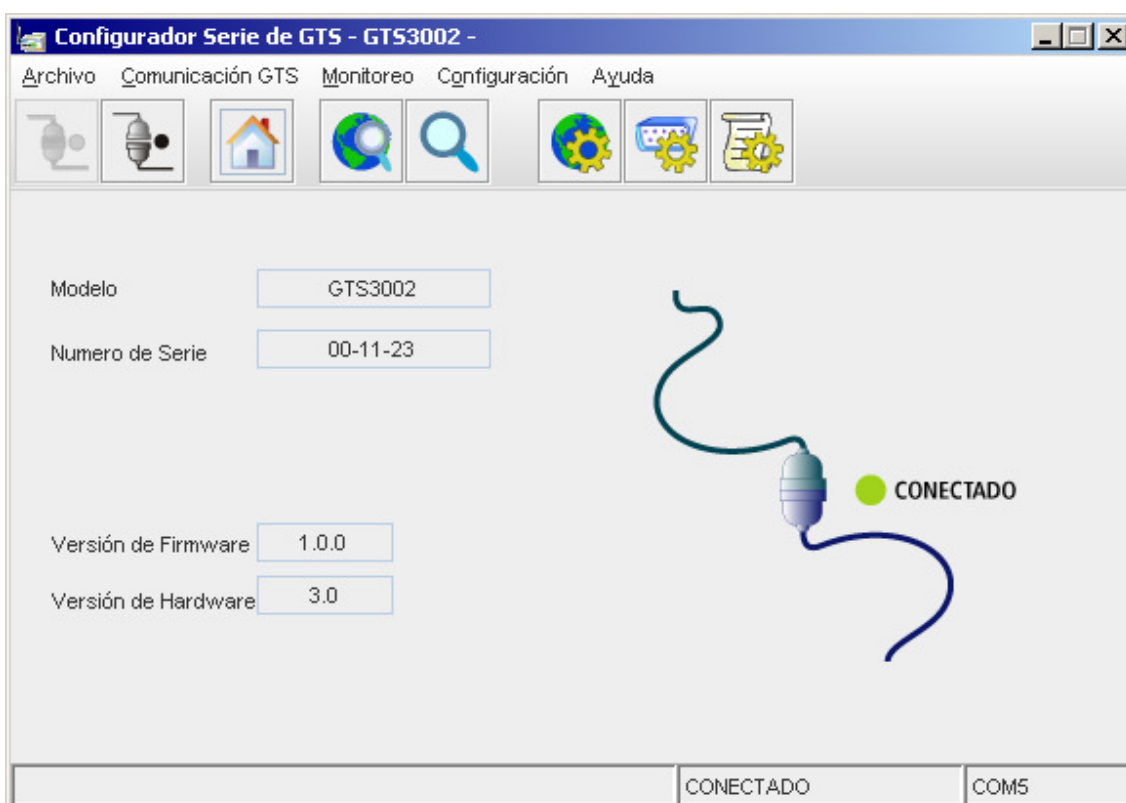 Configurador Serie de GTS - GTS3002 -
Archivo Comunicación GTS Monitoreo Configuración Ayuda
Modelo GTS3002
Numero de Serie 00-11-23
CONECTADO
Versión de Firmware 1.0.0
Versión de Hardware 3.0
CONECTADO COM5